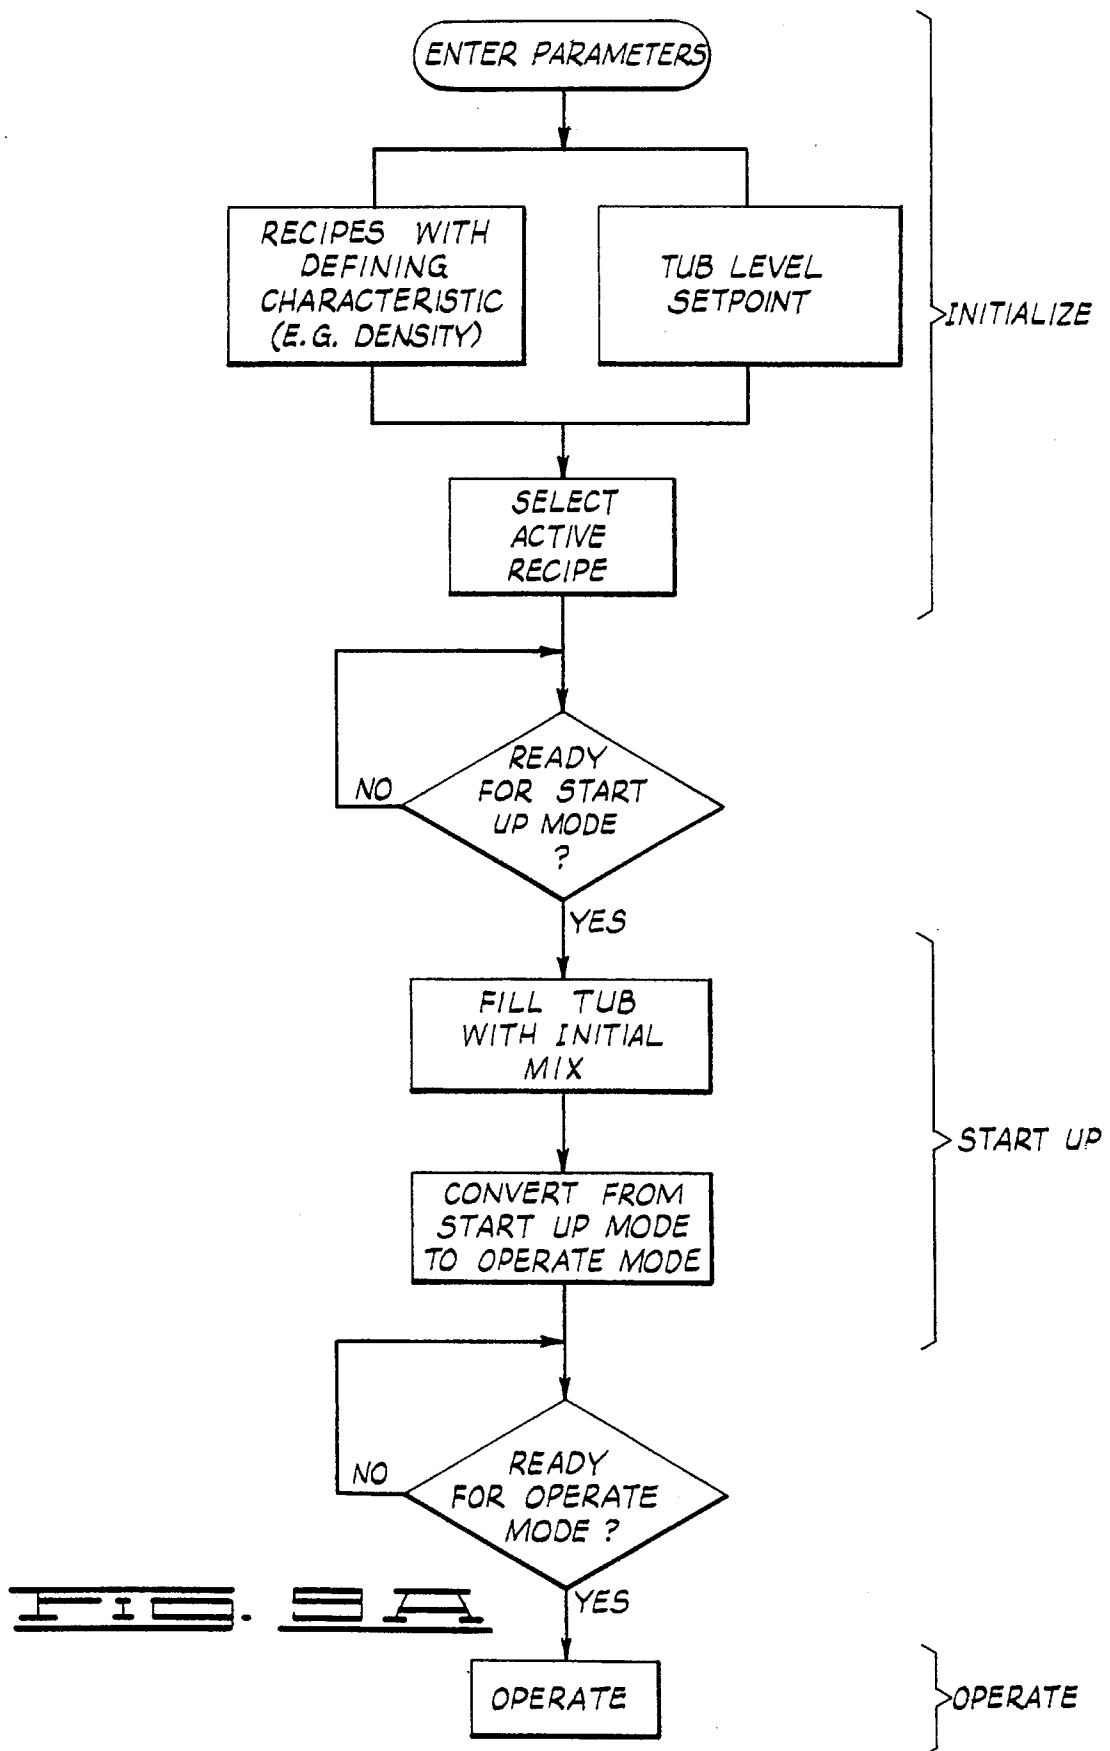 ENTER PARAMETERS
RECIPES WITH
DEFINING
CHARACTERISTIC
(E.G. DENSITY)
TUB LEVEL
SETPOINT
INITIALIZE
SELECT
ACTIVE
RECIPE
READY
FOR START
UP MODE
?
NO
YES
FILL TUB
WITH INITIAL
MIX
START UP
CONVERT FROM
START UP MODE
TO OPERATE MODE
READY
FOR OPERATE
MODE ?
NO
YES
FIG.
OPERATE
OPERATE